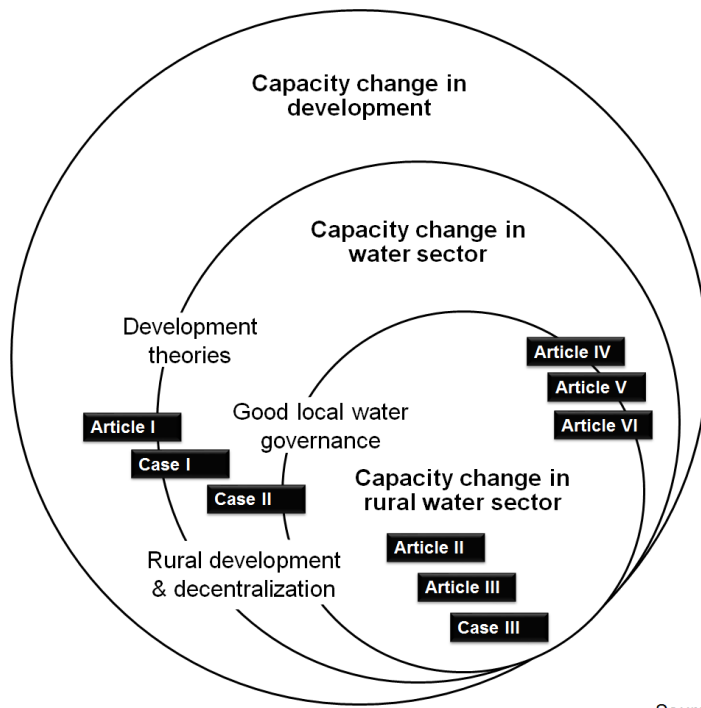 Capacity change in
development
Capacity change in
water sector
Development
theories
Article IV
Article V
Article VI
Article I
Case I
Case II
Good local water
governance
Capacity change in
rural water sector
Rural development
& decentralization
Article II
Article III
Case III